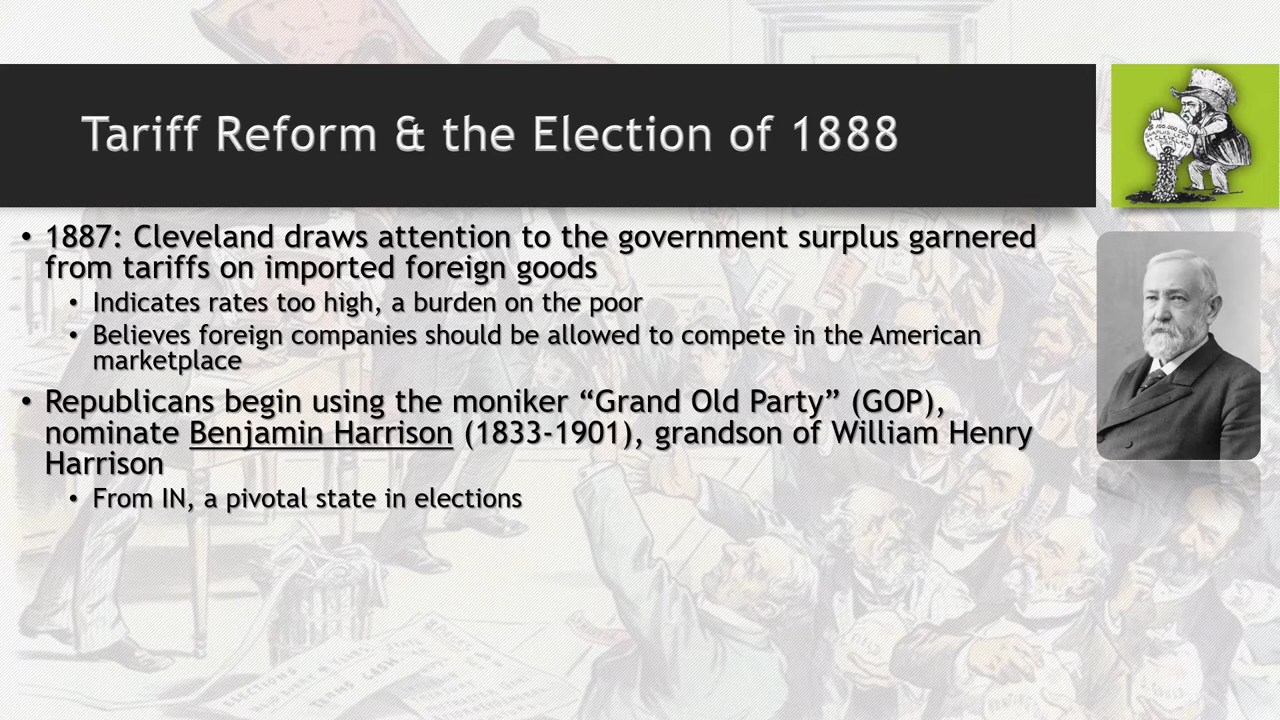 Tariff Reform & the Election of 1888
• 1887: Cleveland draws attention to the government surplus garnered
from tariffs on imported foreign goods
• Indicates rates too high, a burden on the poor
• Believes foreign companies should be allowed to compete in the American
marketplace
• Republicans begin using the moniker “Grand Old Party” (GOP),
nominate Benjamin Harrison (1833-1901), grandson of William Henry
Harrison
• From IN, a pivotal state in elections